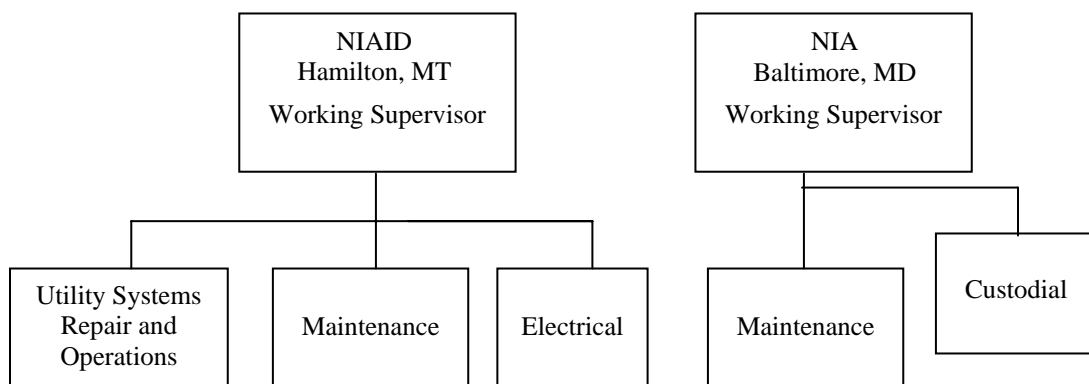 NIAID
Hamilton, MT
Working Supervisor
NIA
Baltimore, MD
Working Supervisor
Utility Systems
Repair and
Operations
Maintenance
Electrical
Maintenance
Custodial